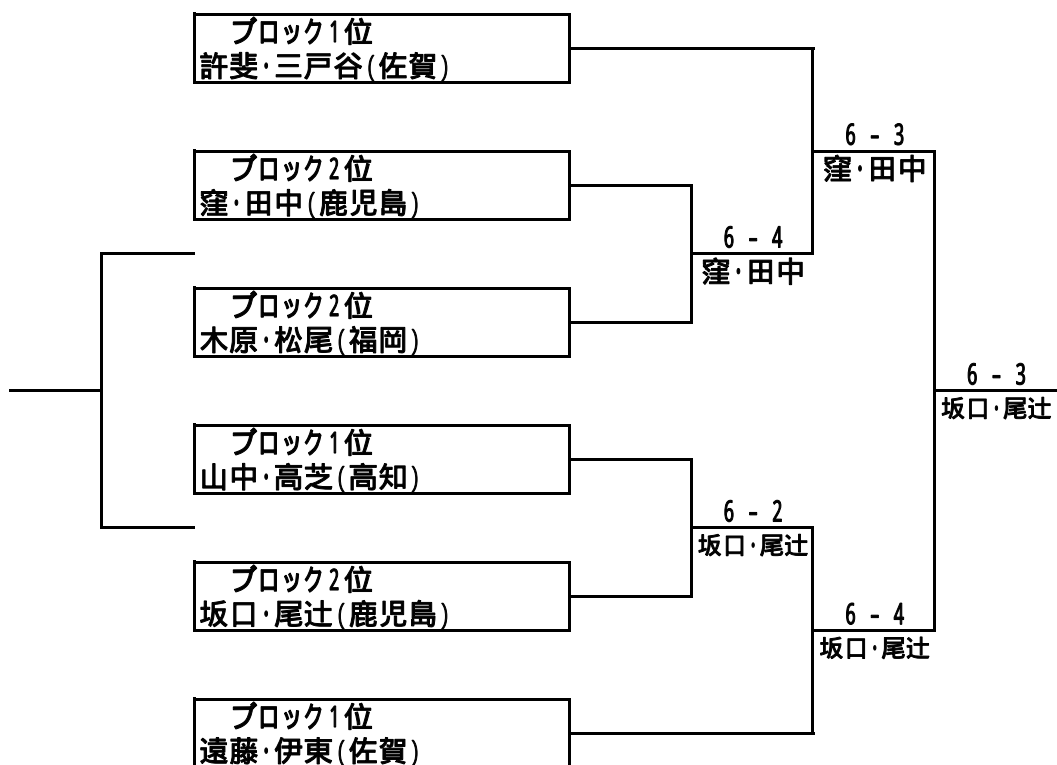 ブロック1位
許斐・三戸谷(佐賀)
6 - 3
窪・田中
ブロック2位
窪・田中(鹿児島)
6 - 4
窪・田中
ブロック2位
木原・松尾(福岡)
6 - 3
坂口・尾辻
ブロック1位
山中・高芝(高知)
6 - 2
坂口・尾辻
ブロック2位
坂口・尾辻(鹿児島)
6 - 4
坂口・尾辻
ブロック1位
遠藤・伊東(佐賀)